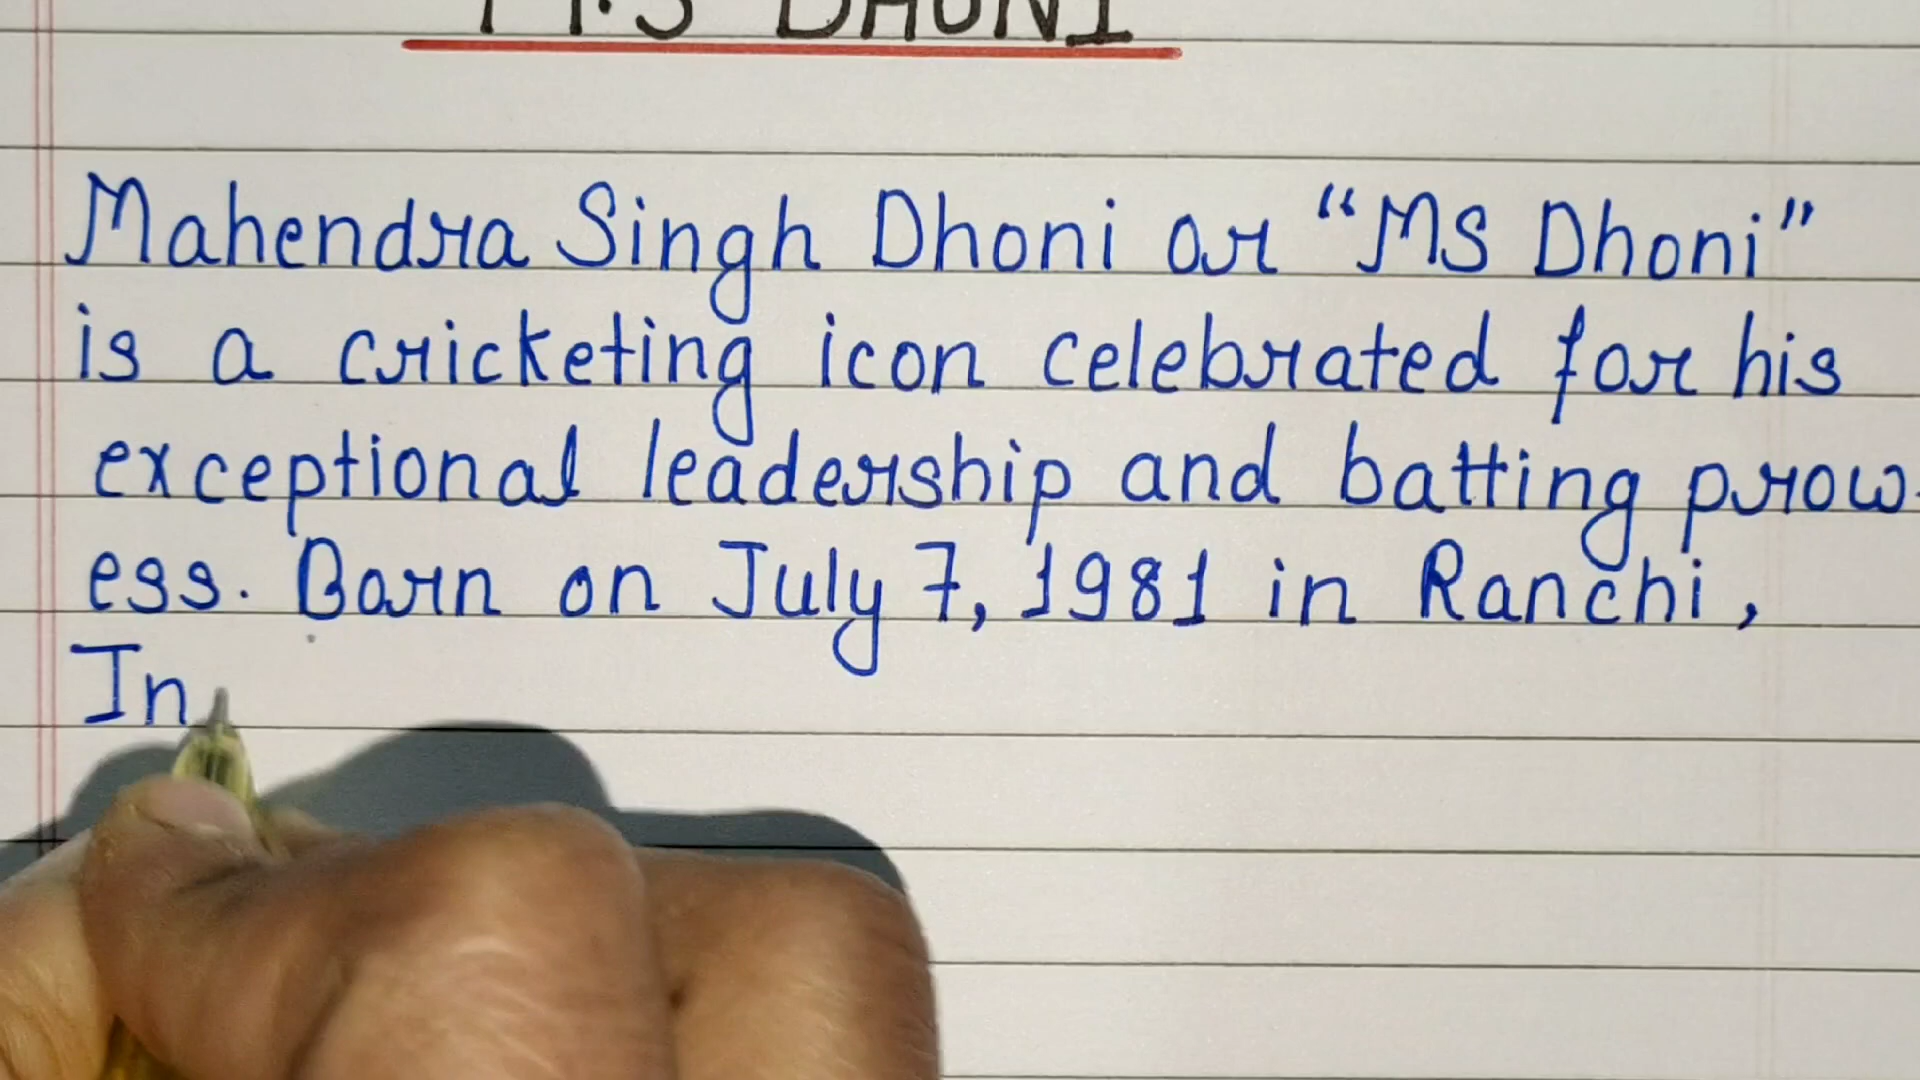 M.S DHONI
Mahendra Singh Dhoni or “MS Dhoni”
is a cricketing icon celebrated for his
exceptional leadership and batting prow-
ess. Born on July 7, 1981 in Ranchi,
In